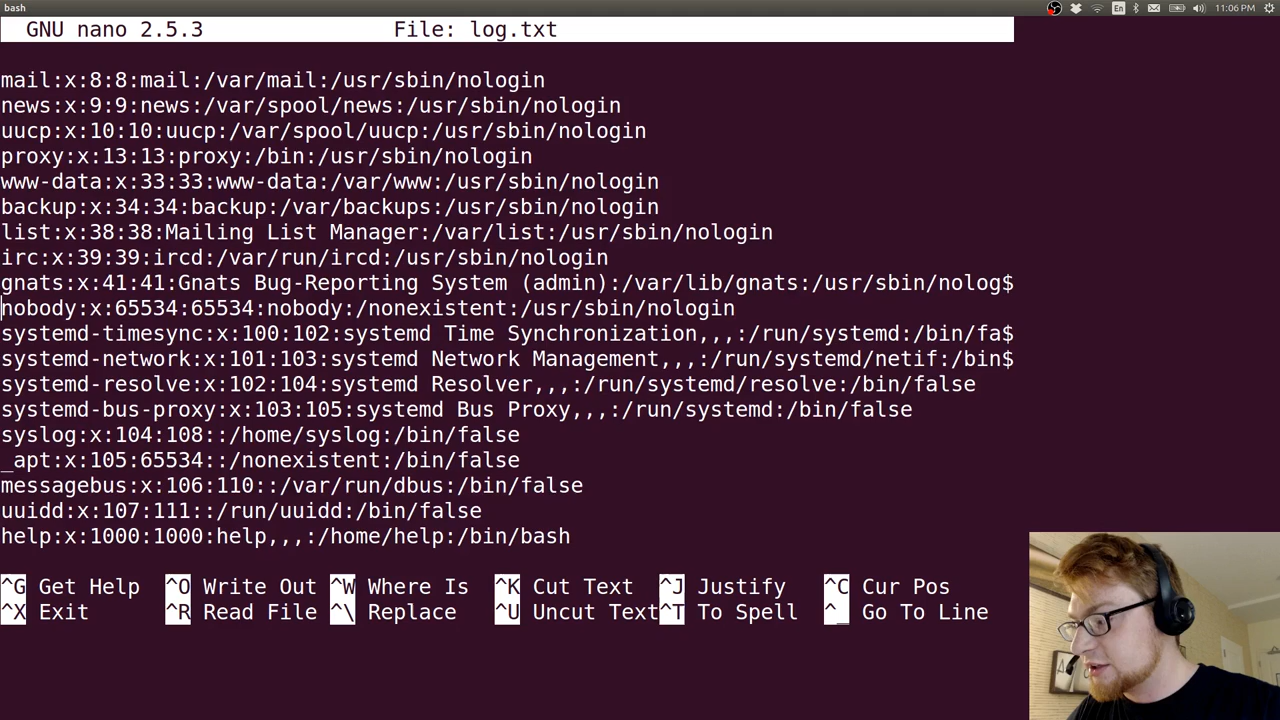 bash
En 11:06 PM
GNU nano 2.5.3 File: log.txt
mail:x:8:8:mail:/var/mail:/usr/sbin/nologin
news:x:9:9:news:/var/spool/news:/usr/sbin/nologin
uucp:x:10:10:uucp:/var/spool/uucp:/usr/sbin/nologin
proxy:x:13:13:proxy:/bin:/usr/sbin/nologin
www-data:x:33:33:www-data:/var/www:/usr/sbin/nologin
backup:x:34:34:backup:/var/backups:/usr/sbin/nologin
list:x:38:38:Mailing List Manager:/var/list:/usr/sbin/nologin
irc:x:39:39:ircd:/var/run/ircd:/usr/sbin/nologin
gnats:x:41:41:Gnats Bug-Reporting System (admin):/var/lib/gnats:/usr/sbin/nolog$
nobody:x:65534:65534:nobody:/nonexistent:/usr/sbin/nologin
systemd-timesync:x:100:102:systemd Time Synchronization,,,:/run/systemd:/bin/fa$
systemd-network:x:101:103:systemd Network Management,,,:/run/systemd/netif:/bin$
systemd-resolve:x:102:104:systemd Resolver,,,:/run/systemd/resolve:/bin/false
systemd-bus-proxy:x:103:105:systemd Bus Proxy,,,:/run/systemd:/bin/false
syslog:x:104:108::/home/syslog:/bin/false
_apt:x:105:65534::/nonexistent:/bin/false
messagebus:x:106:110::/var/run/dbus:/bin/false
uuidd:x:107:111::/run/uuidd:/bin/false
help:x:1000:1000:help,,,:/home/help:/bin/bash
^G Get Help ^O Write Out ^W Where Is ^K Cut Text ^J Justify ^C Cur Pos
^X Exit ^R Read File ^\ Replace ^U Uncut Text ^T To Spell ^_ Go To Line